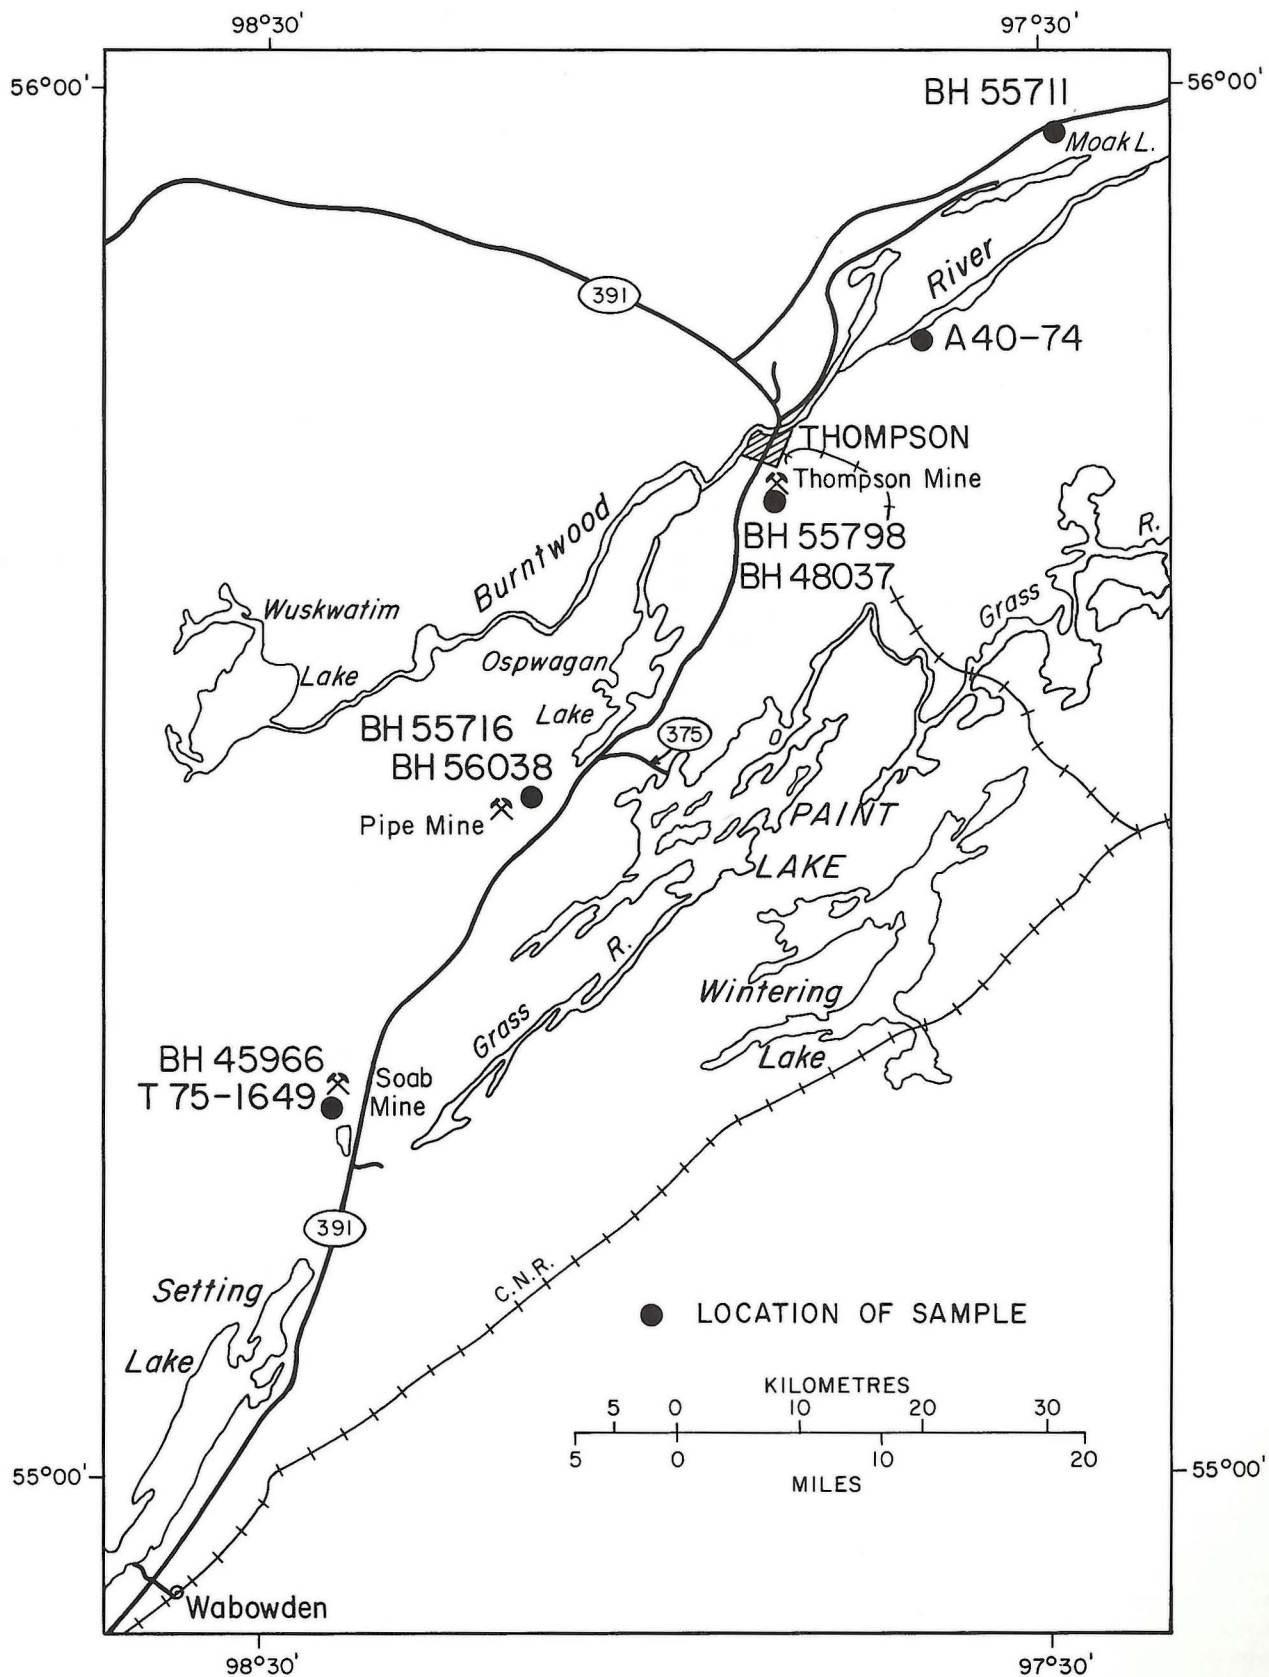 98°30'
97°30'
56°00'
56°00'
BH 55711
Moak L.
River
391
A 40-74
THOMPSON
Thompson Mine
BH 55798
BH 48037
Burntwood
R.
Grass
Wuskwatim
Lake
Ospwagan
Lake
BH 55716
BH 56038
375
Pipe Mine
PAINT
LAKE
R.
Grass
Wintering
Lake
BH 45966
T 75-1649
Soab
Mine
391
Setting
Lake
C.N.R.
LOCATION OF SAMPLE
KILOMETRES
5 0 10 20 30
5 0 10 20
MILES
55°00'
55°00'
Wabowden
98°30'
97°30'